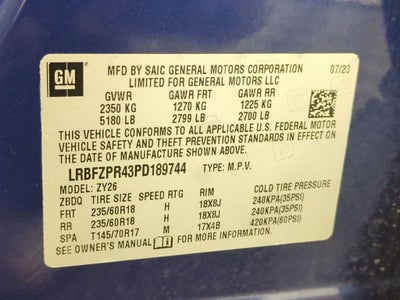 GM
MFD BY SAIC GENERAL MOTORS CORPORATION 07/23
LIMITED FOR GENERAL MOTORS LLC
GVWR GAWR FRT GAWR RR
2350 KG 1270 KG 1225 KG
5180 LB 2799 LB 2700 LB
THIS VEHICLE CONFORMS TO ALL APPLICABLE U.S. FEDERAL MOTOR
VEHICLE SAFETY AND THEFT PREVENTION STANDARDS IN EFFECT ON
THE DATE OF MANUFACTURE SHOWN ABOVE.
LRBFZPR43PD189744 TYPE: M.P.V.
MODEL: ZY26
ZBDQ TIRE SIZE SPEED RTG RIM COLD TIRE PRESSURE
FRT 235/60R18 H 18X8J 240KPA(35PSI)
RR 235/60R18 H 18X8J 240KPA(35PSI)
SPA T145/70R17 M 17X4B 420KPA(60PSI)
SEE OWNER'S MANUAL FOR MORE INFORMATION.